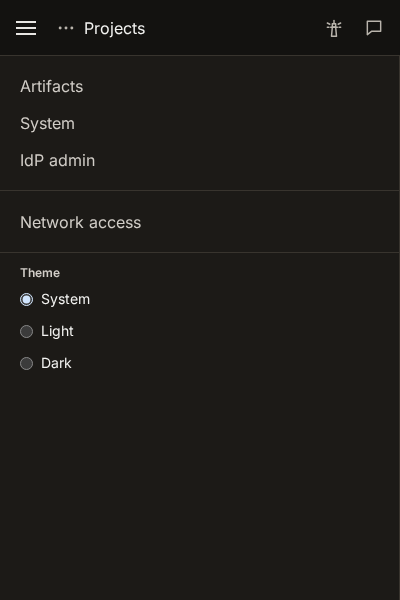 Projects
Artifacts
System
IdP admin
Network access
Theme
System
Light
Dark